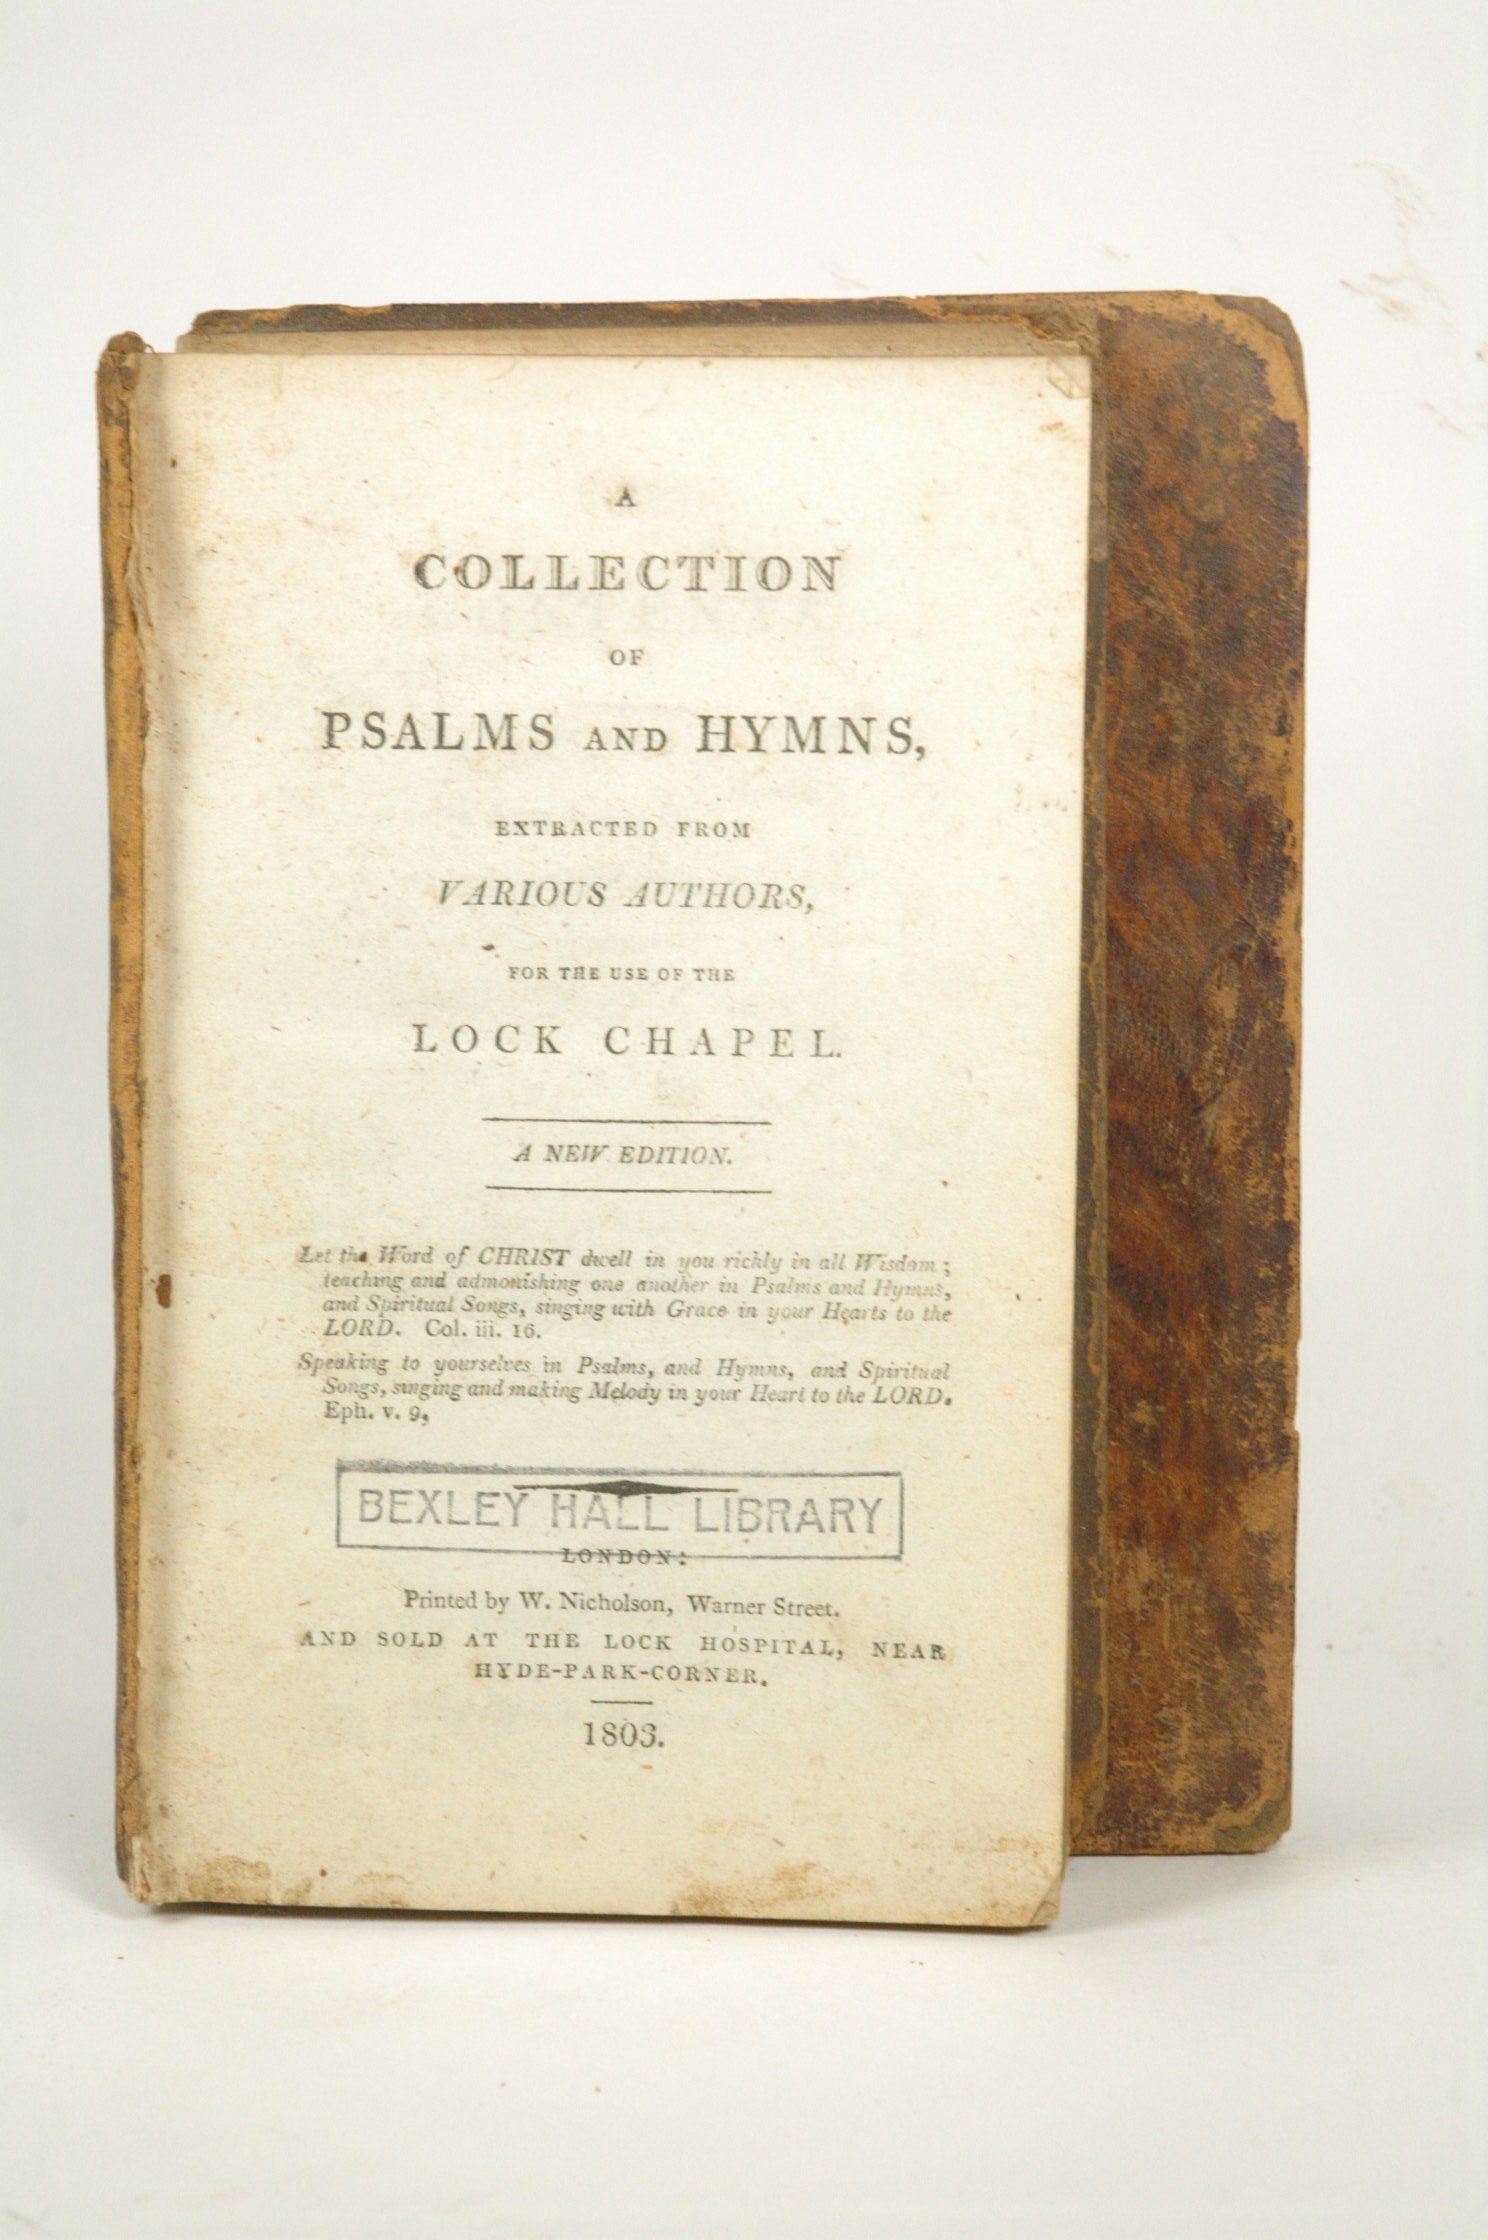 A
COLLECTION
OF
PSALMS AND HYMNS,
EXTRACTED FROM
VARIOUS AUTHORS,
FOR THE USE OF THE
LOCK CHAPEL.
A NEW EDITION.
Let the Word of CHRIST dwell in you richly in all Wisdom;
teaching and admonishing one another in Psalms and Hymns,
and Spiritual Songs, singing with Grace in your Hearts to the
LORD. Col. iii. 16.
Speaking to yourselves in Psalms, and Hymns, and Spiritual
Songs, singing and making Melody in your Heart to the LORD.
Eph. v. 9,
BEXLEY HALL LIBRARY
LONDON:
Printed by W. Nicholson, Warner Street.
AND SOLD AT THE LOCK HOSPITAL, NEAR
HYDE-PARK-CORNER.
1803.